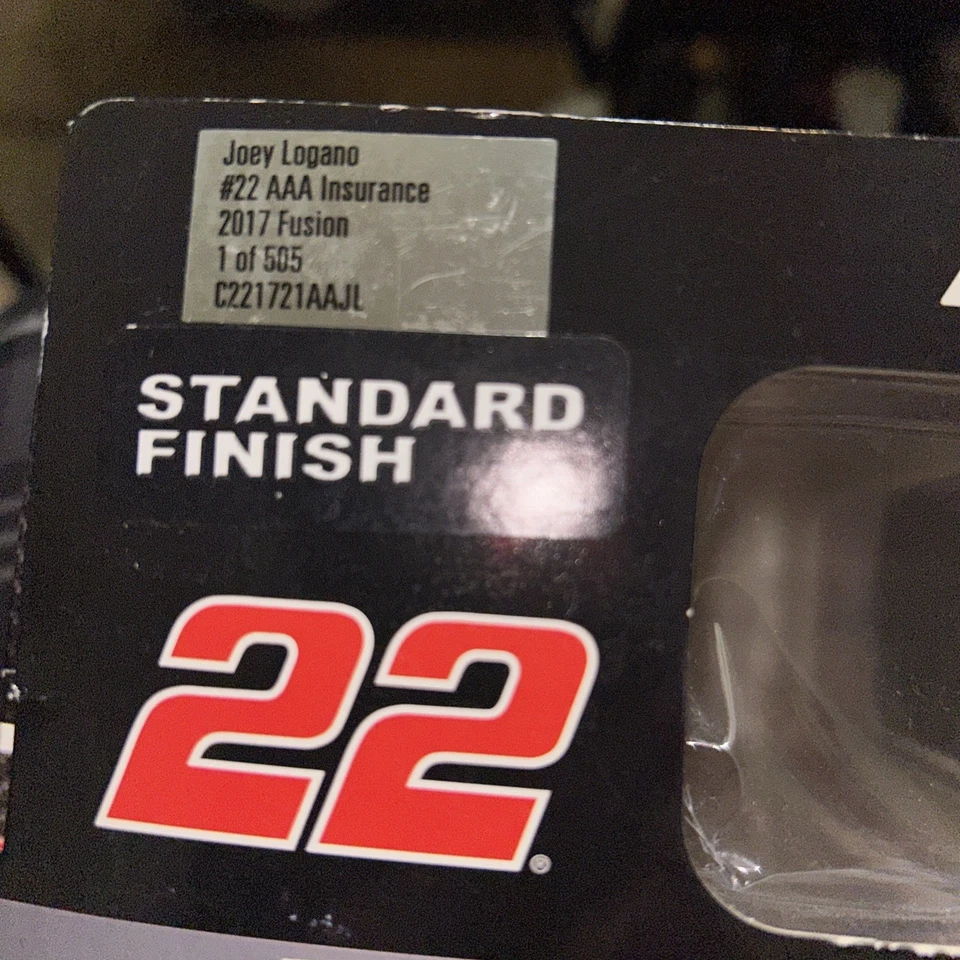 Joey Logano
#22 AAA Insurance
2017 Fusion
1 of 505
C221721AAJL
STANDARD
FINISH
22